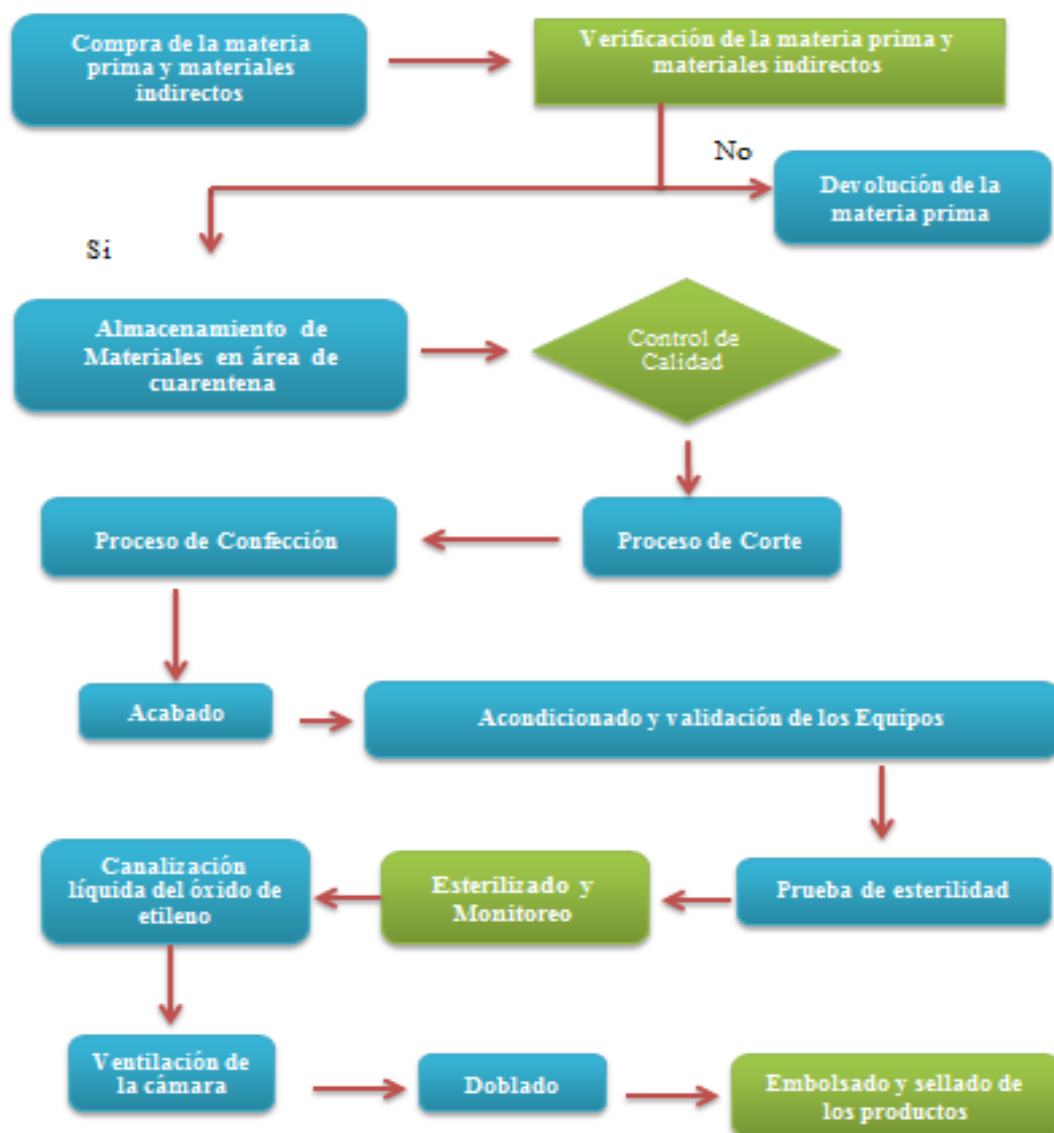 Compra de la materia
prima y materiales
indirectos
Verificación de la materia prima y
materiales indirectos
No
Devolución de la
materia prima
Si
Almacenamiento de
Materiales en área de
cuarentena
Control de
Calidad
Proceso de Confección
Proceso de Corte
Acabado
Acondicionado y validación de los Equipos
Canalización
líquida del óxido de
etileno
Esterilizado y
Monitoreo
Prueba de esterilidad
Ventilación de
la cámara
Doblado
Embolsado y sellado de
los productos